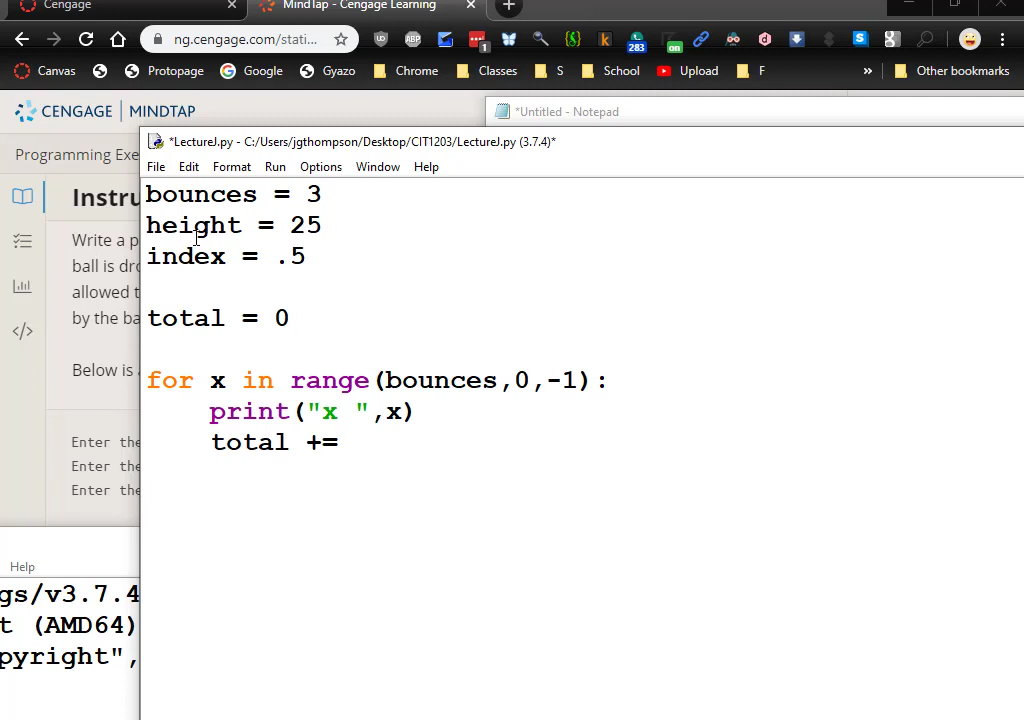 Cengage
MindTap - Cengage Learning
ng.cengage.com/stati...
ABP
1
283
on
Canvas
Protopage
Google
Gyazo
Chrome
Classes
S
School
Upload
F
»
Other bookmarks
CENGAGE | MINDTAP
*Untitled - Notepad
*LectureJ.py - C:/Users/jgthompson/Desktop/CIT1203/LectureJ.py (3.7.4)*
File Edit Format Run Options Window Help
Programming Exe
Instru
Write a p
ball is dro
allowed t
by the ba
Below is
Enter the
Enter the
Enter the
bounces = 3
height = 25
index = .5
total = 0
for x in range(bounces,0,-1):
print("x ",x)
total +=
Help
gs/v3.7.4
t (AMD64)
pyright",